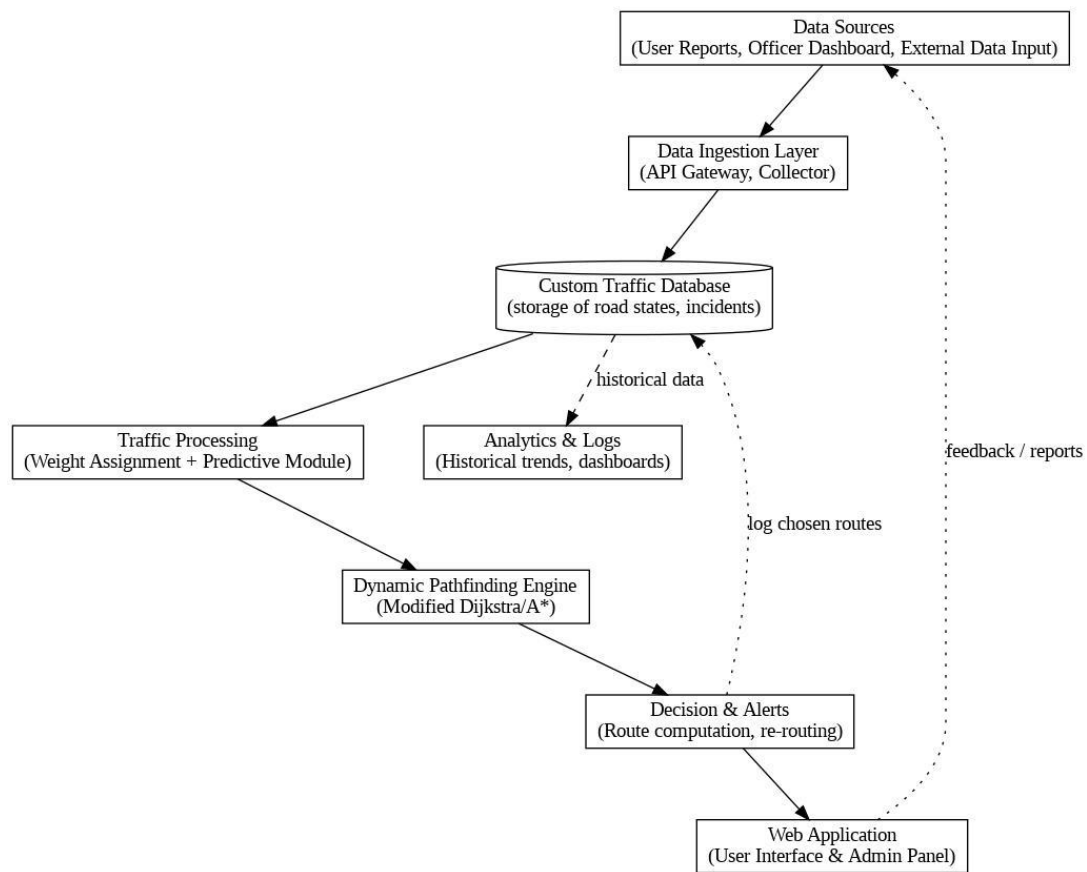 Data Sources
(User Reports, Officer Dashboard, External Data Input)
Data Ingestion Layer
(API Gateway, Collector)
Custom Traffic Database
(storage of road states, incidents)
historical data
Traffic Processing
(Weight Assignment + Predictive Module)
Analytics & Logs
(Historical trends, dashboards)
feedback / reports
log chosen routes
Dynamic Pathfinding Engine
(Modified Dijkstra/A*)
Decision & Alerts
(Route computation, re-routing)
Web Application
(User Interface & Admin Panel)